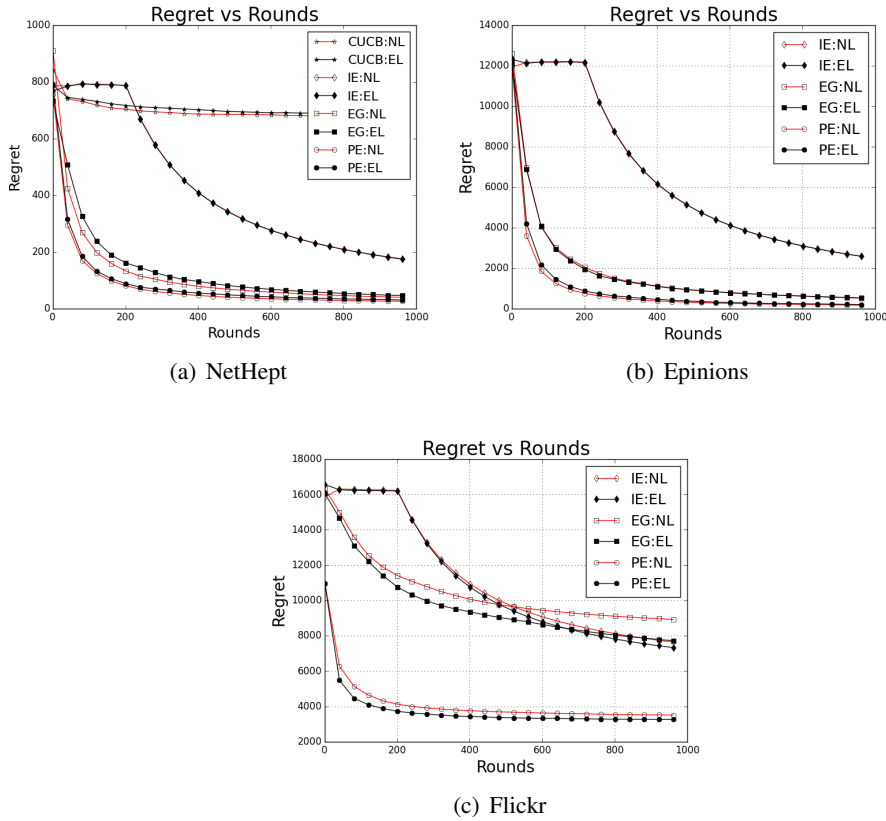 Regret vs Rounds
1000
800
600
400
200
0
0
200
400
600
800
1000
Regret
Rounds
CUCB:NL
CUCB:EL
IE:NL
IE:EL
EG:NL
EG:EL
PE:NL
PE:EL
(a) NetHept
Regret vs Rounds
14000
12000
10000
8000
6000
4000
2000
0
0
200
400
600
800
1000
Regret
Rounds
IE:NL
IE:EL
EG:NL
EG:EL
PE:NL
PE:EL
(b) Epinions
Regret vs Rounds
18000
16000
14000
12000
10000
8000
6000
4000
2000
0
200
400
600
800
1000
Regret
Rounds
IE:NL
IE:EL
EG:NL
EG:EL
PE:NL
PE:EL
(c) Flickr